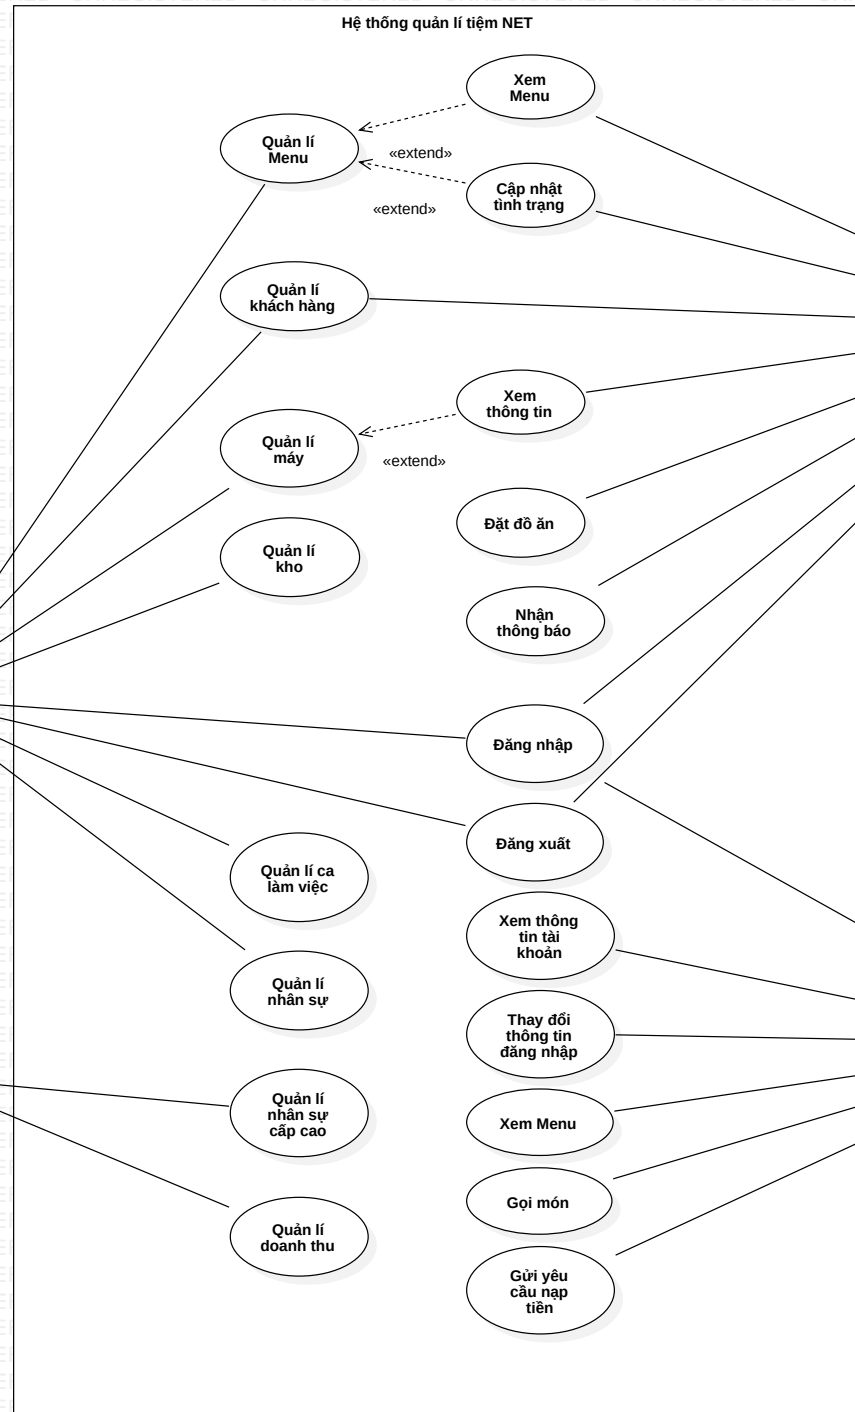 Hệ thống quản lí tiệm NET
Xem
Menu
Quản lí
Menu
«extend»
Cập nhật
tình trạng
«extend»
Quản lí
khách hàng
Xem
thông tin
Quản lí
máy
«extend»
Đặt đồ ăn
Quản lí
kho
Nhận
thông báo
Đăng nhập
Đăng xuất
Quản lí ca
làm việc
Xem thông
tin tài
khoản
Quản lí
nhân sự
Thay đổi
thông tin
đăng nhập
Quản lí
nhân sự
cấp cao
Xem Menu
Gọi món
Quản lí
doanh thu
Gửi yêu
cầu nạp
tiền